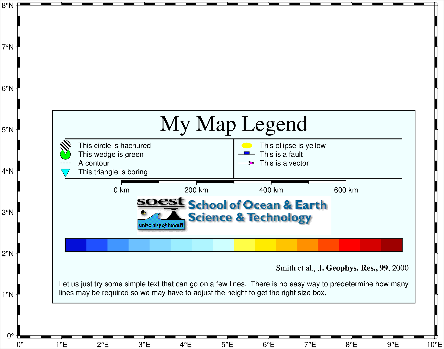 8°N
7°N
6°N
5°N
4°N
3°N
2°N
1°N
0°
My Map Legend
This circle is hachured
This ellipse is yellow
This wedge is green
This is a fault
A contour
This is a vector
This triangle is boring
0 km 200 km 400 km 600 km
soest
School of Ocean & Earth
Science & Technology
university of hawai'i
Smith et al., J. Geophys. Res., 99, 2000
Let us just try some simple text that can go on a few lines. There is no easy way to predetermine how many
lines may be required so we may have to adjust the height to get the right size box.
0° 1°E 2°E 3°E 4°E 5°E 6°E 7°E 8°E 9°E 10°E